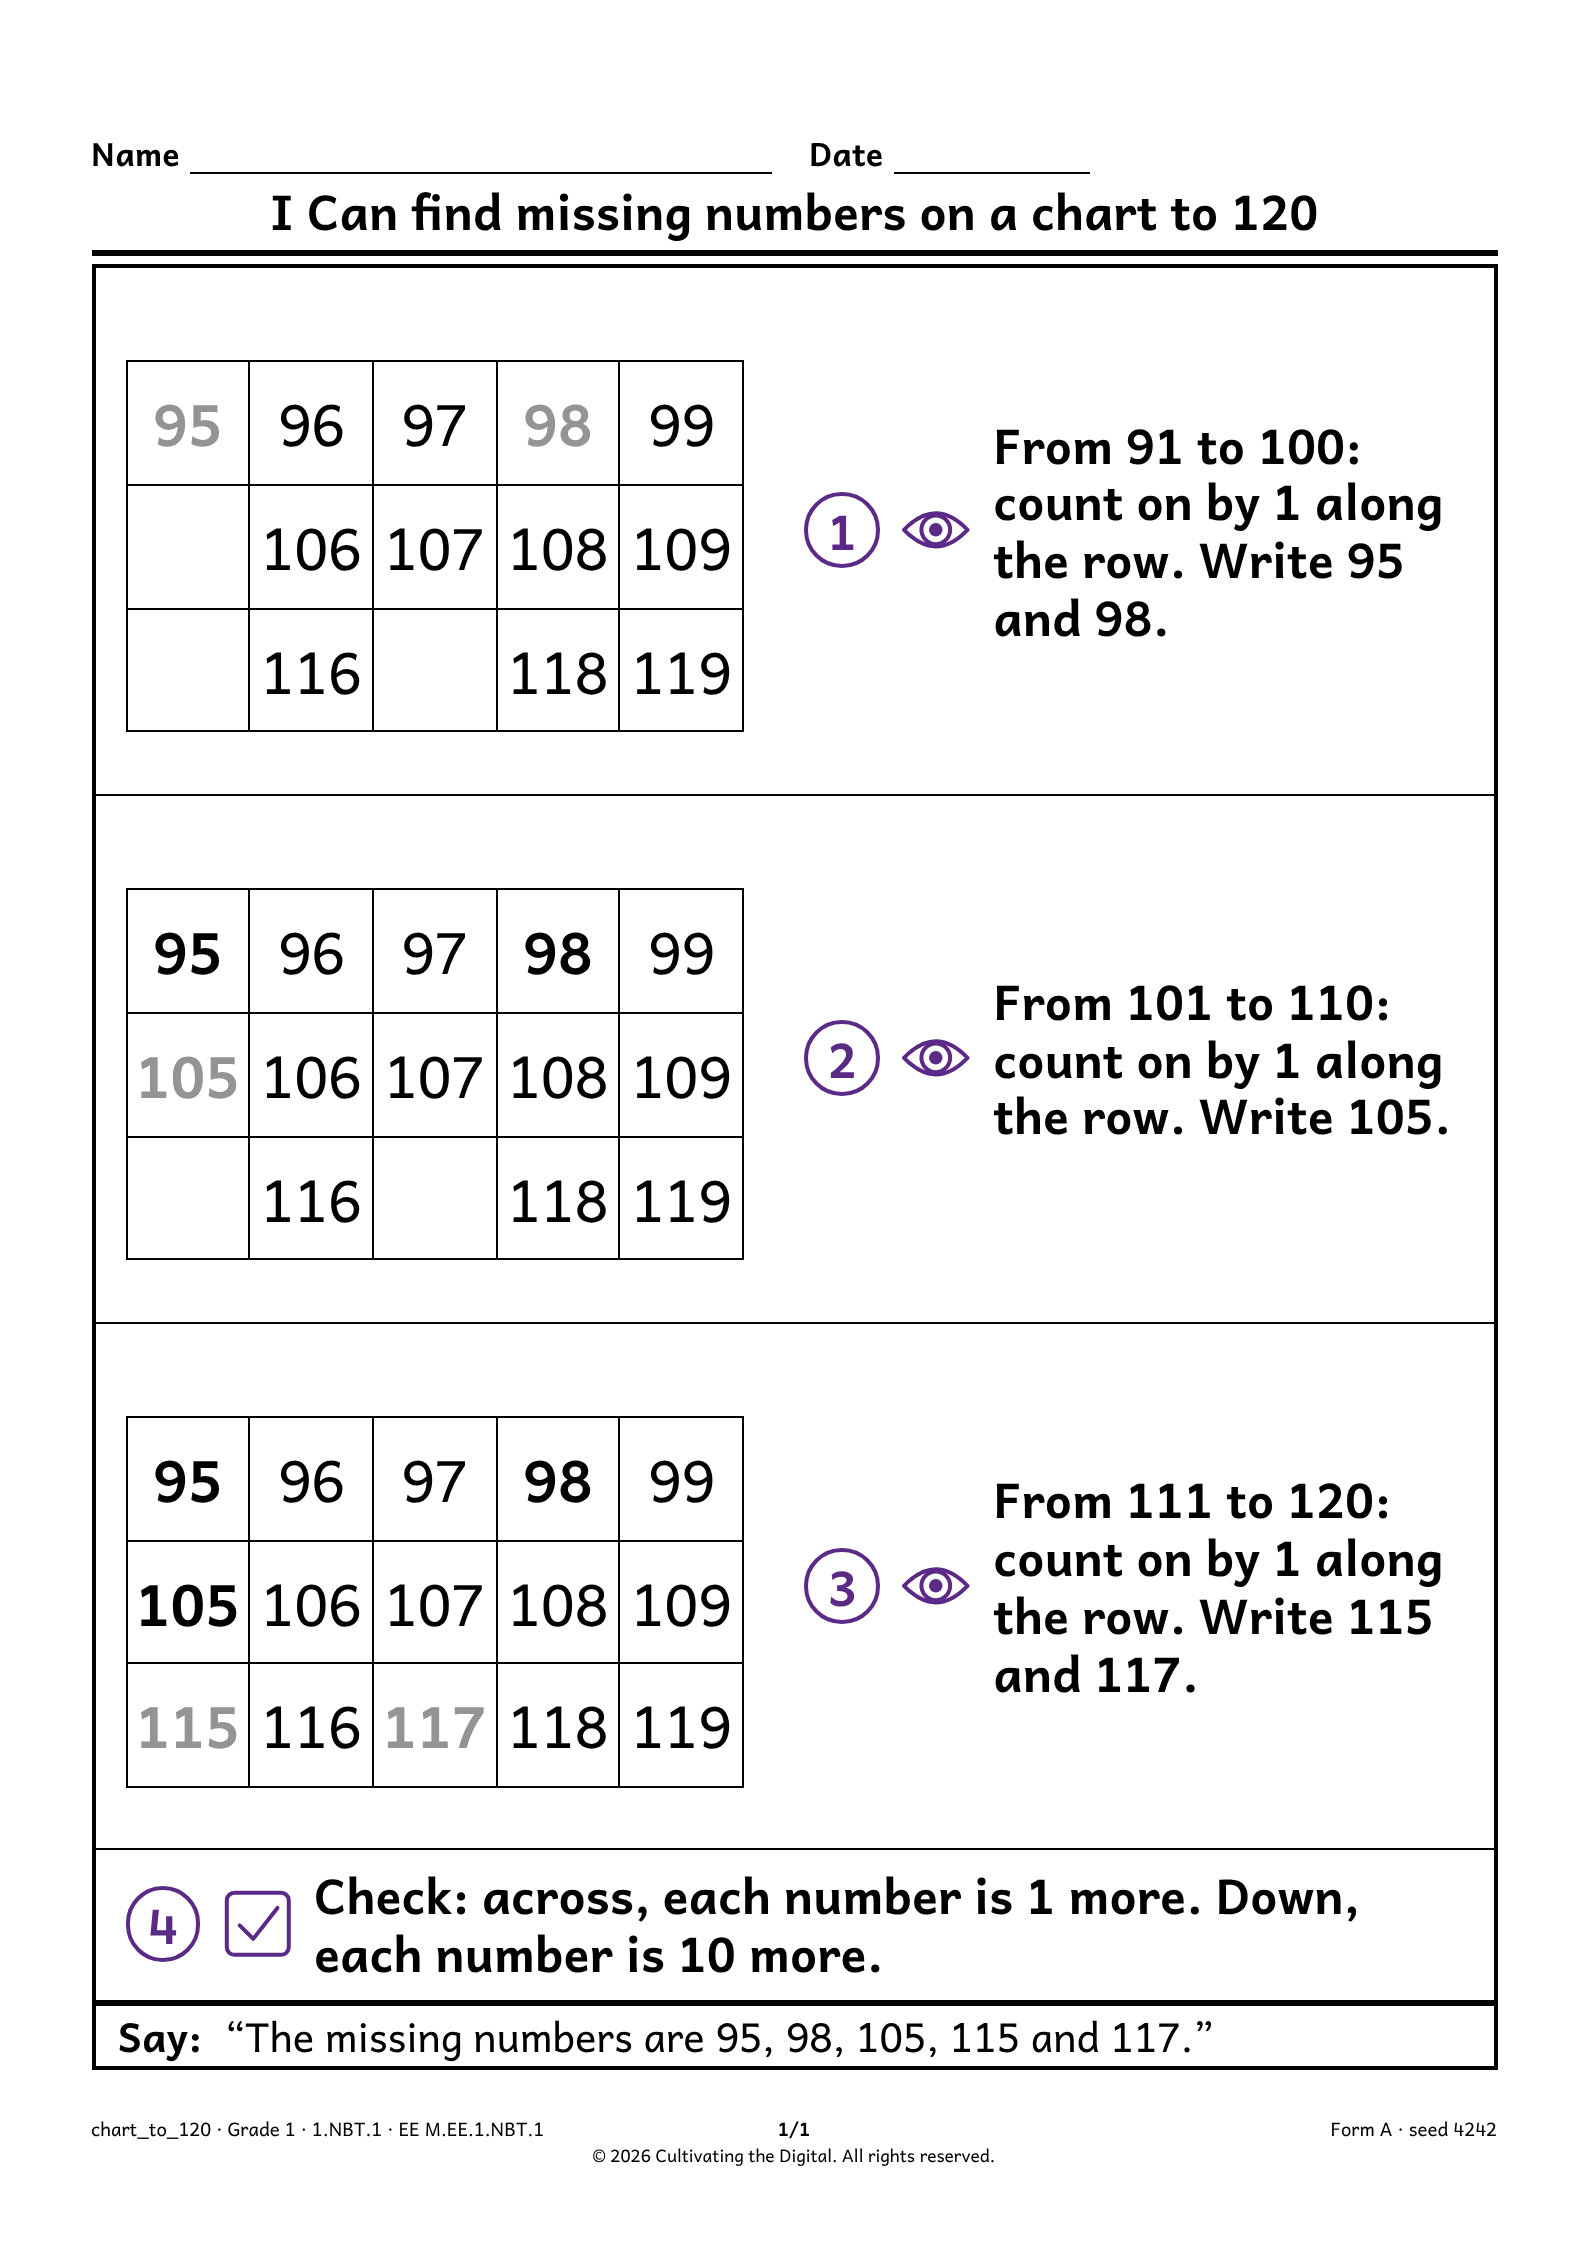 Name Date
I Can find missing numbers on a chart to 120
95 96 97 98 99
106 107 108 109
116 118 119
1 From 91 to 100:
count on by 1 along
the row. Write 95
and 98.
95 96 97 98 99
105 106 107 108 109
116 118 119
2 From 101 to 110:
count on by 1 along
the row. Write 105.
95 96 97 98 99
105 106 107 108 109
115 116 117 118 119
3 From 111 to 120:
count on by 1 along
the row. Write 115
and 117.
4 Check: across, each number is 1 more. Down,
each number is 10 more.
Say: “The missing numbers are 95, 98, 105, 115 and 117.”
chart_to_120 · Grade 1 · 1.NBT.1 · EE M.EE.1.NBT.1 1/1 Form A · seed 4242
© 2026 Cultivating the Digital. All rights reserved.